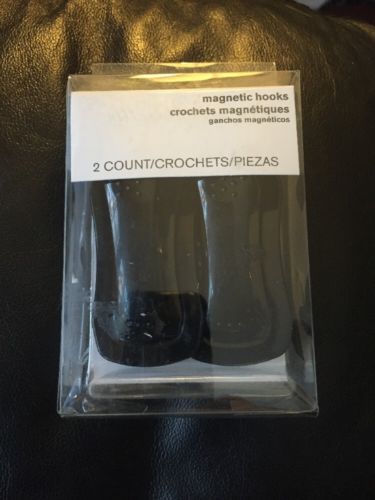 magnetic hooks
crochets magnétiques
ganchos magnéticos
2 COUNT/CROCHETS/PIEZAS